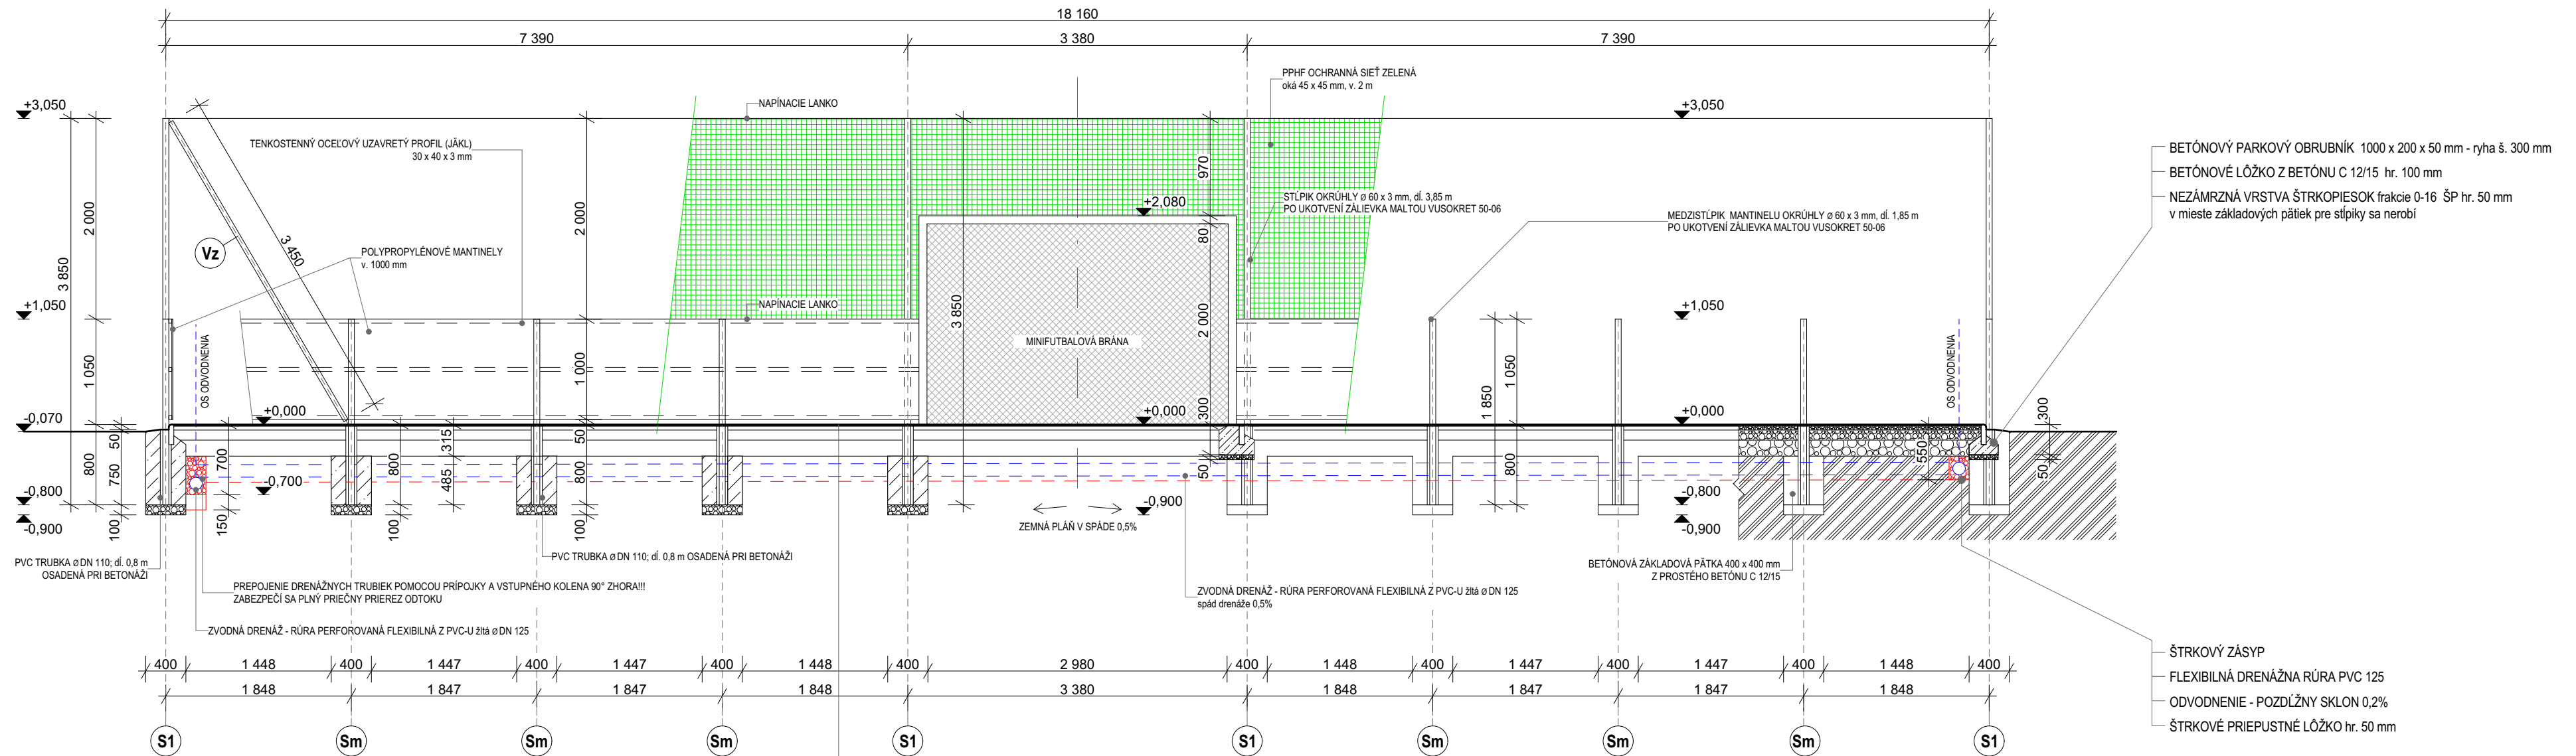 18 160
7 390
3 380
7 390
PPHF OCHRANNÁ SIEŤ ZELENÁ
oká 45 x 45 mm, v. 2 m
NAPÍNACIE LANKO
+3,050
+3,050
TENKOSTENNÝ OCEĽOVÝ UZAVRETÝ PROFIL (JÄKL)
30 x 40 x 3 mm
BETÓNOVÝ PARKOVÝ OBRUBNÍK 1000 x 200 x 50 mm - ryha š. 300 mm
BETÓNOVÉ LÔŽKO Z BETÓNU C 12/15 hr. 100 mm
NEZÁMRZNÁ VRSTVA ŠTRKOPIESOK frakcie 0-16 ŠP hr. 50 mm
v mieste základových pätiek pre stĺpiky sa nerobí
970
+2,080
STĹPIK OKRÚHLY ø 60 x 3 mm, dĺ. 3,85 m
PO UKOTVENÍ ZÁLIEVKA MALTOU VUSOKRET 50-06
MEDZISTĹPIK MANTINELU OKRÚHLY ø 60 x 3 mm, dĺ. 1,85 m
PO UKOTVENÍ ZÁLIEVKA MALTOU VUSOKRET 50-06
3 850
2 000
2 000
80
Vz
3 450
POLYPROPYLÉNOVÉ MANTINELY
v. 1000 mm
+1,050
NAPÍNACIE LANKO
+1,050
3 850
2 000
MINIFUTBALOVÁ BRÁNA
OS ODVODNENIA
OS ODVODNENIA
1 050
1 000
1 850
1 050
-0,070
+0,000
+0,000
+0,000
300
300
50
315
50
800
750
700
800
485
800
50
800
550
50
-0,700
-0,800
-0,900
100
150
100
100
-0,900
-0,800
-0,900
ZEMNÁ PLÁŇ V SPÁDE 0,5%
PVC TRUBKA ø DN 110; dĺ. 0,8 m
OSADENÁ PRI BETONÁŽI
PVC TRUBKA ø DN 110; dĺ. 0,8 m OSADENÁ PRI BETONÁŽI
BETÓNOVÁ ZÁKLADOVÁ PÄTKA 400 x 400 mm
Z PROSTÉHO BETÓNU C 12/15
PREPOJENIE DRENÁŽNYCH TRUBIEK POMOCOU PRÍPOJKY A VSTUPNÉHO KOLENA 90° ZHORA!!!
ZABEZPEČÍ SA PLNÝ PRIEČNY PRIEREZ ODTOKU
ZVODNÁ DRENÁŽ - RÚRA PERFOROVANÁ FLEXIBILNÁ Z PVC-U žltá ø DN 125
spád drenáže 0,5%
ZVODNÁ DRENÁŽ - RÚRA PERFOROVANÁ FLEXIBILNÁ Z PVC-U žltá ø DN 125
ŠTRKOVÝ ZÁSYP
FLEXIBILNÁ DRENÁŽNA RÚRA PVC 125
ODVODNENIE - POZDĹŽNY SKLON 0,2%
ŠTRKOVÉ PRIEPUSTNÉ LÔŽKO hr. 50 mm
400 1 448 400 1 447 400 1 447 400 1 448 400 2 980 400 1 448 400 1 447 400 1 447 400 1 448 400
1 848 1 847 1 847 1 848 3 380 1 848 1 847 1 847 1 848
S1 Sm Sm Sm S1 S1 Sm Sm Sm S1